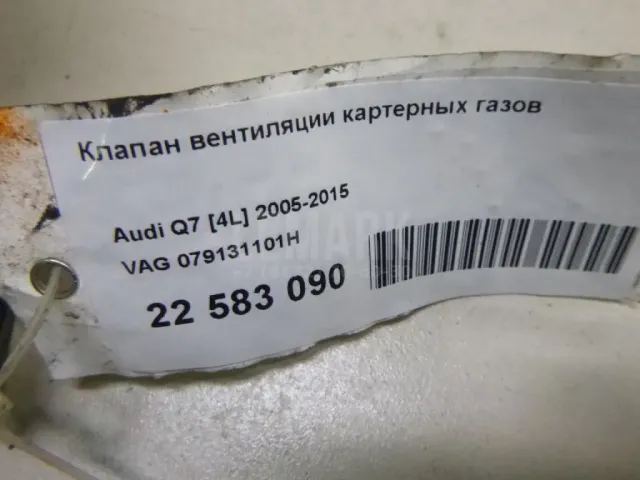 Клапан вентиляции картерных газов
Audi Q7 [4L] 2005-2015
VAG 079131101H
22 583 090